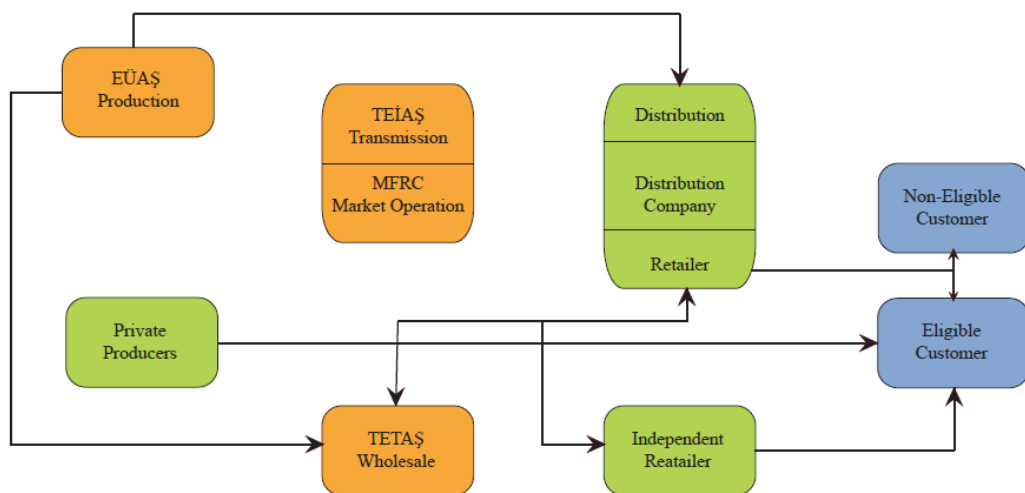 EÜAŞ
Production
TEİAŞ
Transmission
MFRC
Market Operation
Distribution
Distribution
Company
Retailer
Non-Eligible
Customer
Private
Producers
Eligible
Customer
TETAŞ
Wholesale
Independent
Reatailer